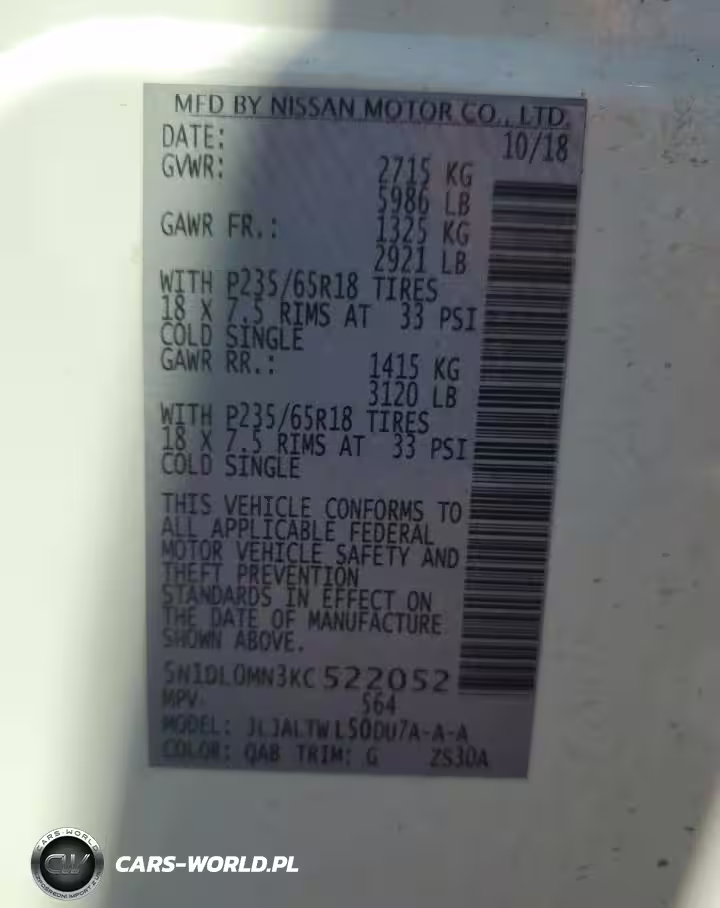 MFD BY NISSAN MOTOR CO., LTD.
DATE: 10/18
GVWR: 2715 KG
5986 LB
GAWR FR.: 1325 KG
2921 LB
WITH P235/65R18 TIRES
18 X 7.5 RIMS AT 33 PSI
COLD SINGLE
GAWR RR.: 1415 KG
3120 LB
WITH P235/65R18 TIRES
18 X 7.5 RIMS AT 33 PSI
COLD SINGLE
THIS VEHICLE CONFORMS TO
ALL APPLICABLE FEDERAL
MOTOR VEHICLE SAFETY AND
THEFT PREVENTION
STANDARDS IN EFFECT ON
THE DATE OF MANUFACTURE
SHOWN ABOVE.
5N1DL0MN3KC522052
MPV 564
MODEL: JLJALTWL50DU7A-A-A
COLOR: QAB TRIM: G ZS30A
CARS-WORLD
CW
CARS-WORLD.PL